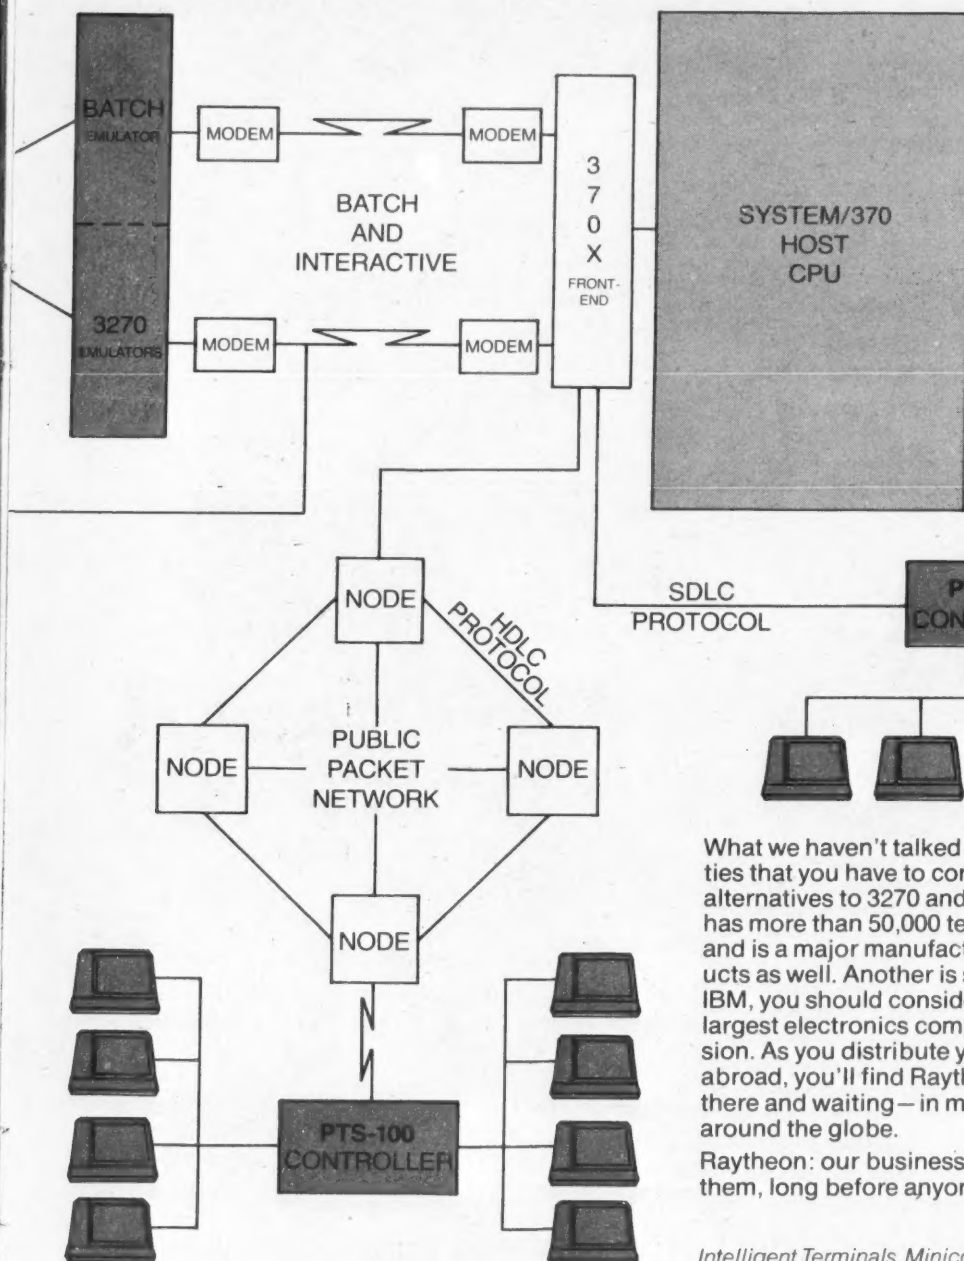 BATCH
EMULATOR
MODEM
MODEM
3
7
0
X
FRONT-
END
SYSTEM/370
HOST
CPU
BATCH
AND
INTERACTIVE
3270
EMULATORS
MODEM
MODEM
NODE
HDLC
PROTOCOL
SDLC
PROTOCOL
P
CON
NODE
PUBLIC
PACKET
NETWORK
NODE
NODE
PTS-100
CONTROLLER
What we haven't talked
ties that you have to con
alternatives to 3270 and
has more than 50,000 te
and is a major manufact
ucts as well. Another is s
IBM, you should conside
largest electronics com
sion. As you distribute y
abroad, you'll find Rayth
there and waiting—in m
around the globe.
Raytheon: our business
them, long before anyon
Intelligent Terminals, Minico